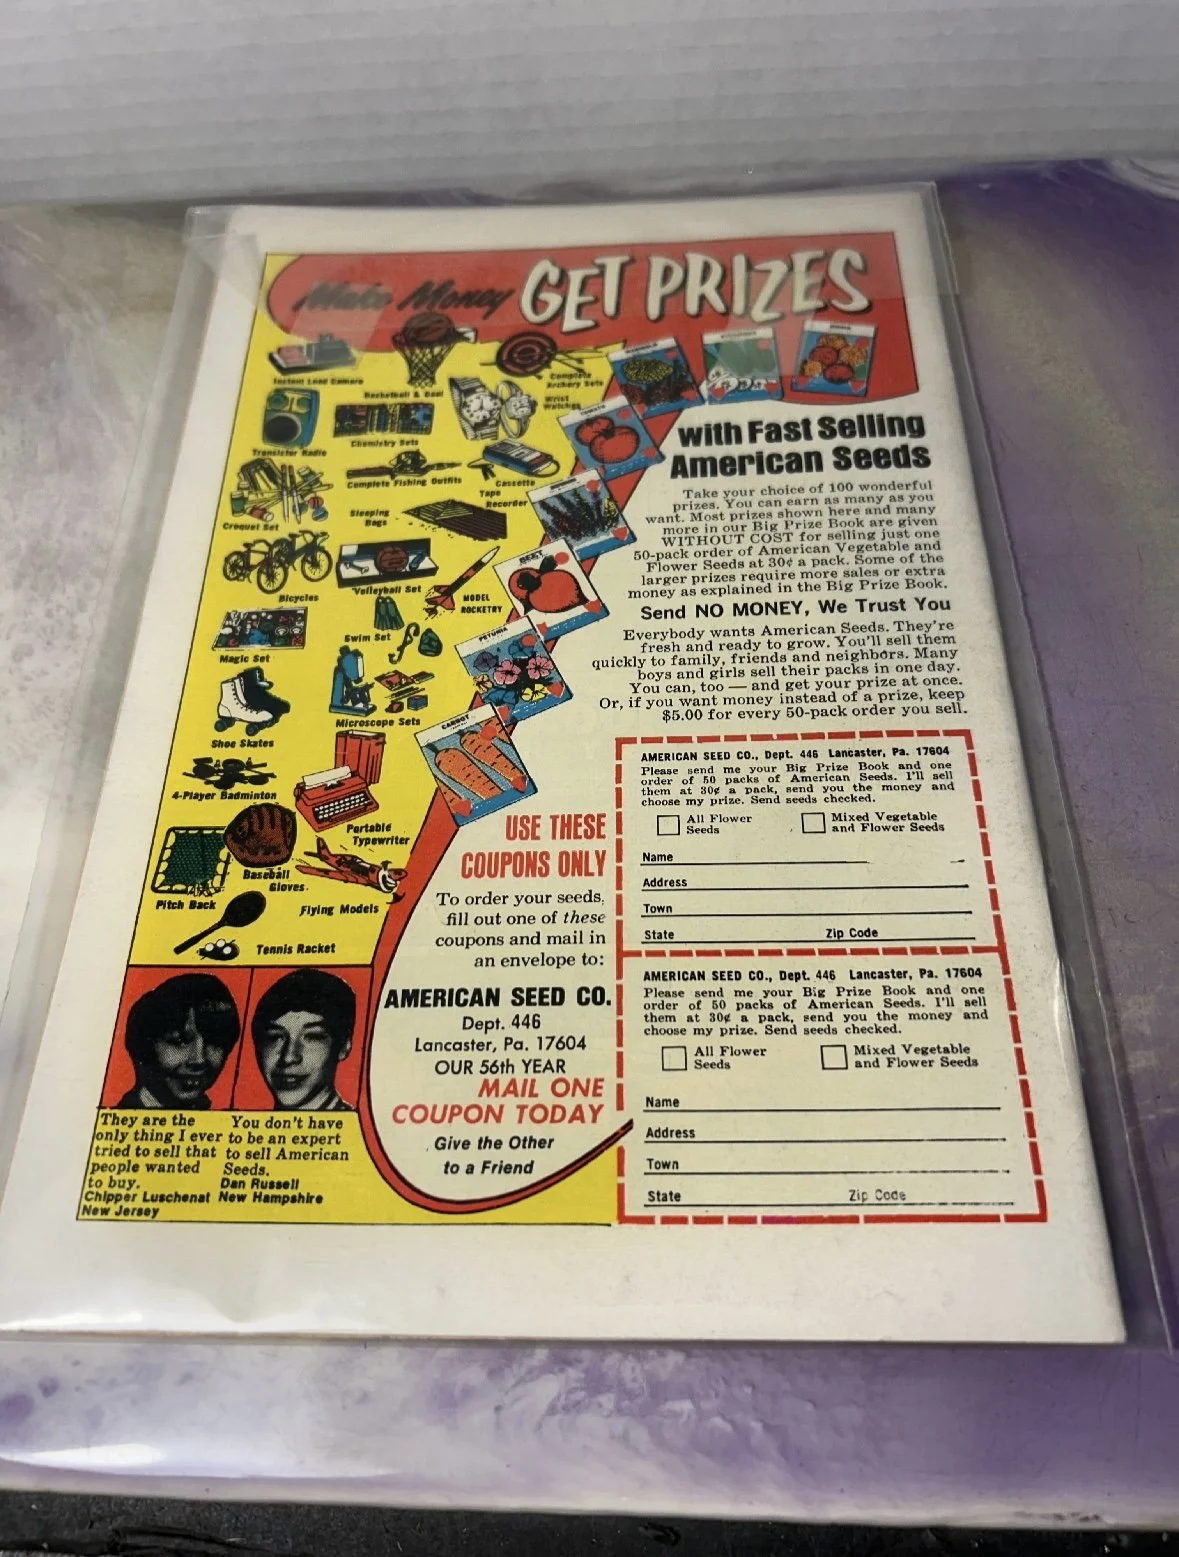 Make Money GET PRIZES
Instant Load Camera
Basketball & Goal
Complete
Archery Sets
Wrist
Watches
Transistor Radio
Chemistry Sets
Complete Fishing Outfits
Cassette
Tape
Recorder
Croquet Set
Sleeping
Bags
Bicycles
Volleyball Set
MODEL
ROCKETRY
Magic Set
Swim Set
Microscope Sets
Shoe Skates
4-Player Badminton
Portable
Typewriter
Baseball
Gloves
Pitch Back
Flying Models
Tennis Racket
TOMATO
BEET
PETUNIA
CARROT
with Fast Selling
American Seeds
Take your choice of 100 wonderful
prizes. You can earn as many as you
want. Most prizes shown here and many
more in our Big Prize Book are given
WITHOUT COST for selling just one
50-pack order of American Vegetable and
Flower Seeds at 30¢ a pack. Some of the
larger prizes require more sales or extra
money as explained in the Big Prize Book.
Send NO MONEY, We Trust You
Everybody wants American Seeds. They're
fresh and ready to grow. You'll sell them
quickly to family, friends and neighbors. Many
boys and girls sell their packs in one day.
You can, too — and get your prize at once.
Or, if you want money instead of a prize, keep
$5.00 for every 50-pack order you sell.
USE THESE
COUPONS ONLY
To order your seeds,
fill out one of these
coupons and mail in
an envelope to:
AMERICAN SEED CO.
Dept. 446
Lancaster, Pa. 17604
OUR 56th YEAR
MAIL ONE
COUPON TODAY
Give the Other
to a Friend
They are the
only thing I ever
tried to sell that
people wanted
to buy.
Chipper Luschenat
New Jersey
You don't have
to be an expert
to sell American
Seeds.
Dan Russell
New Hampshire
AMERICAN SEED CO., Dept. 446 Lancaster, Pa. 17604
Please send me your Big Prize Book and one
order of 50 packs of American Seeds. I'll sell
them at 30¢ a pack, send you the money and
choose my prize. Send seeds checked.
All Flower
Seeds
Mixed Vegetable
and Flower Seeds
Name
Address
Town
State Zip Code
AMERICAN SEED CO., Dept. 446 Lancaster, Pa. 17604
Please send me your Big Prize Book and one
order of 50 packs of American Seeds. I'll sell
them at 30¢ a pack, send you the money and
choose my prize. Send seeds checked.
All Flower
Seeds
Mixed Vegetable
and Flower Seeds
Name
Address
Town
State Zip Code